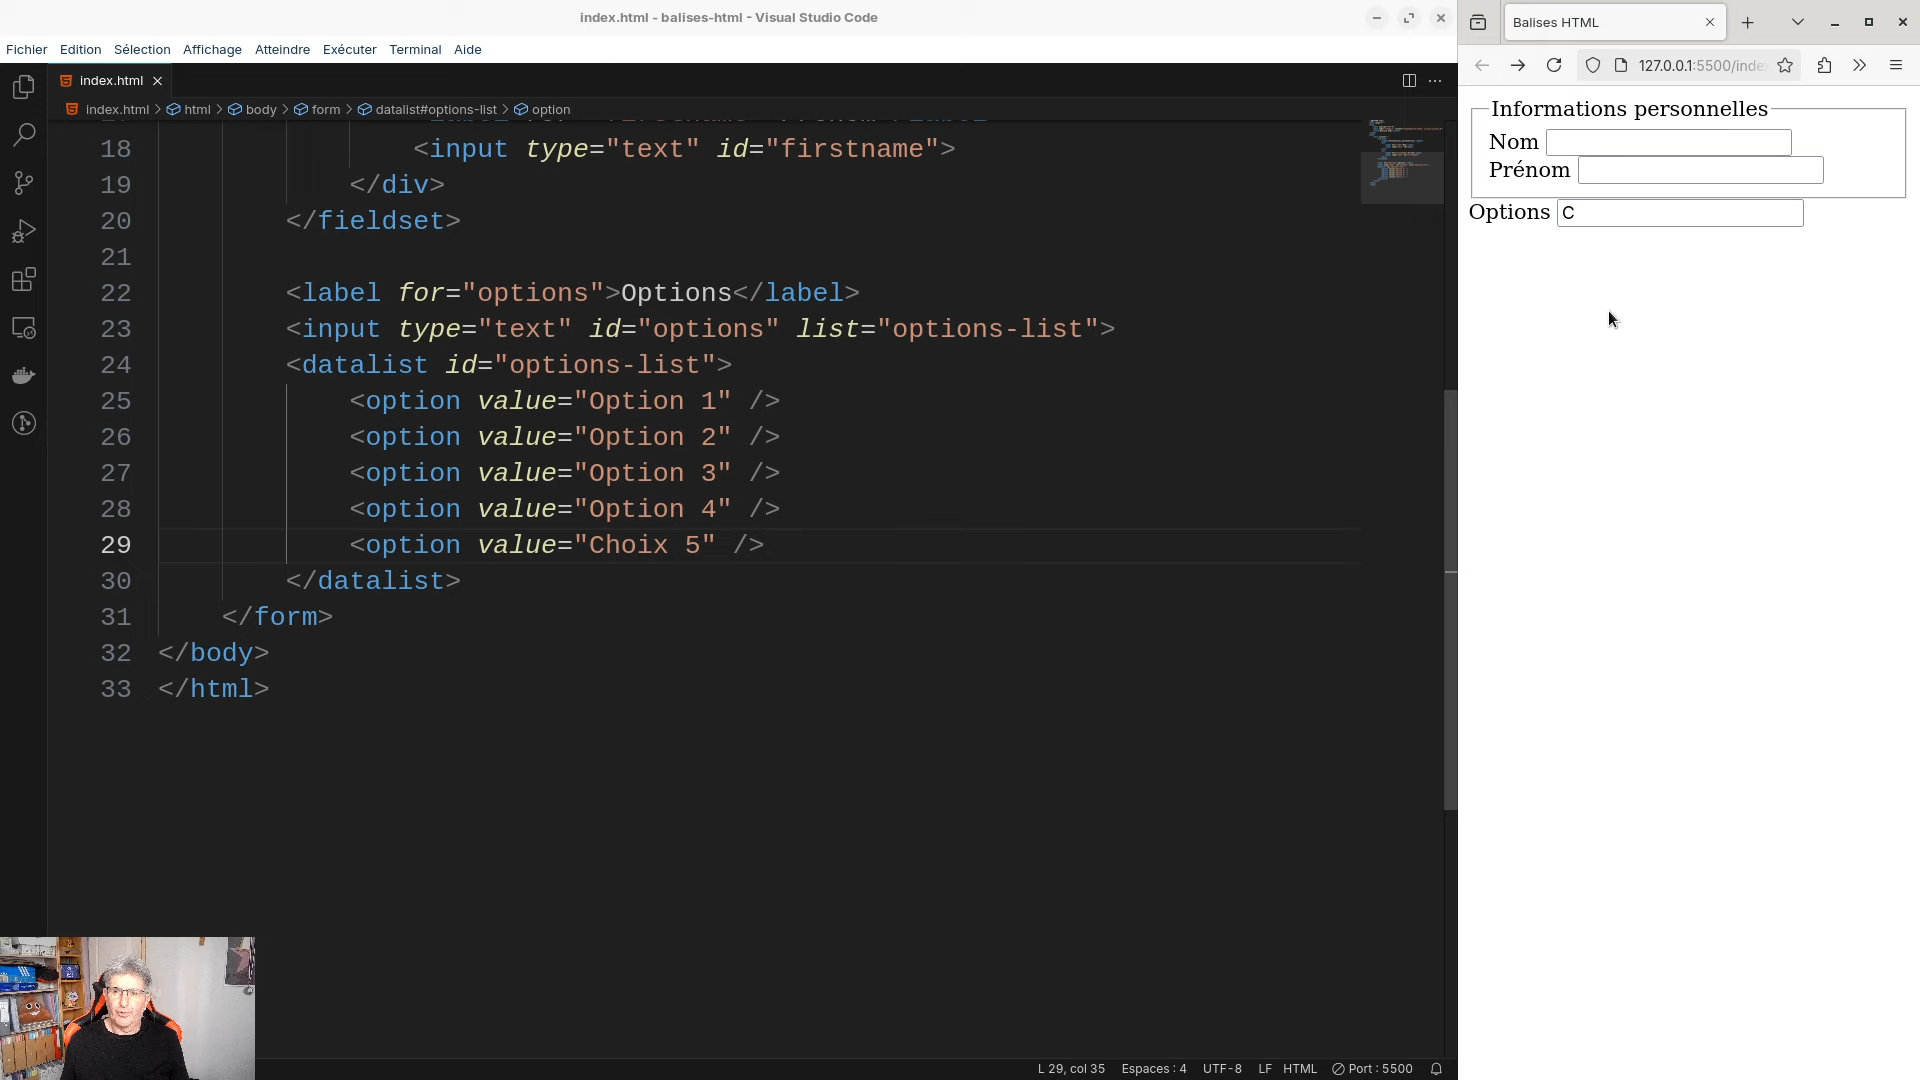 index.html - balises-html - Visual Studio Code
Fichier Edition Sélection Affichage Atteindre Exécuter Terminal Aide
index.html
index.html > html > body > form > datalist#options-list > option
18 <input type="text" id="firstname">
19 </div>
20 </fieldset>
21
22 <label for="options">Options</label>
23 <input type="text" id="options" list="options-list">
24 <datalist id="options-list">
25 <option value="Option 1" />
26 <option value="Option 2" />
27 <option value="Option 3" />
28 <option value="Option 4" />
29 <option value="Choix 5" />
30 </datalist>
31 </form>
32 </body>
33 </html>
L 29, col 35 Espaces : 4 UTF-8 LF HTML Port : 5500
Balises HTML
127.0.0.1:5500/inde
Informations personnelles
Nom
Prénom
Options C